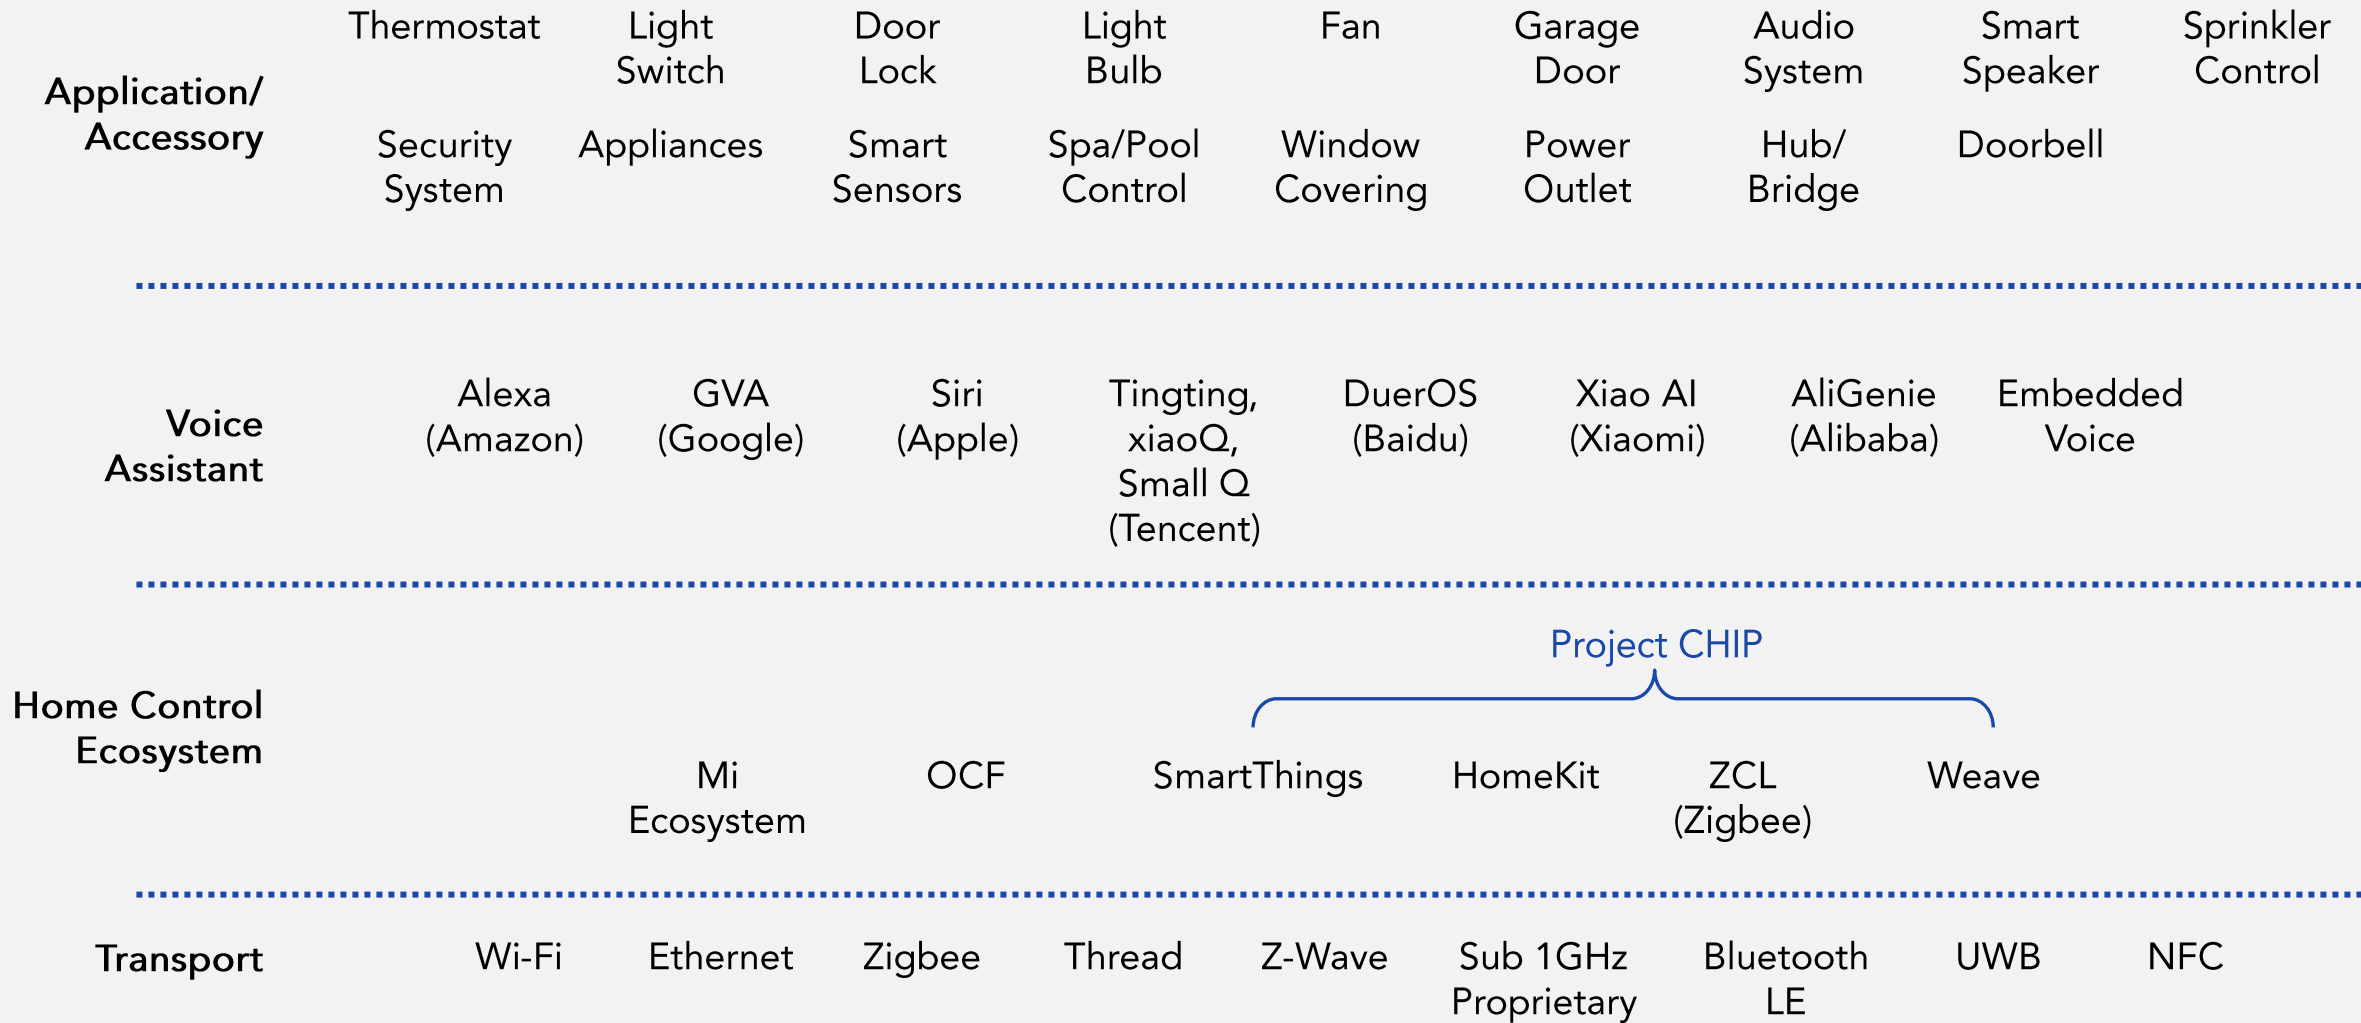 Application/
Accessory
Thermostat
Light
Switch
Door
Lock
Light
Bulb
Fan
Garage
Door
Audio
System
Smart
Speaker
Sprinkler
Control
Security
System
Appliances
Smart
Sensors
Spa/Pool
Control
Window
Covering
Power
Outlet
Hub/
Bridge
Doorbell
Voice
Assistant
Alexa
(Amazon)
GVA
(Google)
Siri
(Apple)
Tingting,
xiaoQ,
Small Q
(Tencent)
DuerOS
(Baidu)
Xiao AI
(Xiaomi)
AliGenie
(Alibaba)
Embedded
Voice
Home Control
Ecosystem
Project CHIP
Mi
Ecosystem
OCF
SmartThings
HomeKit
ZCL
(Zigbee)
Weave
Transport
Wi-Fi
Ethernet
Zigbee
Thread
Z-Wave
Sub 1GHz
Proprietary
Bluetooth
LE
UWB
NFC